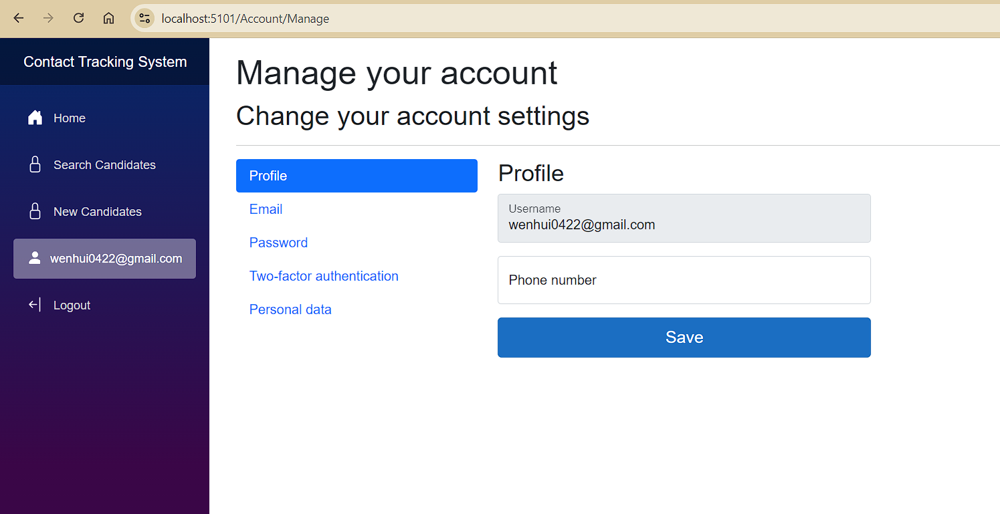 localhost:5101/Account/Manage
Contact Tracking System
Home
Search Candidates
New Candidates
wenhui0422@gmail.com
Logout
Manage your account
Change your account settings
Profile
Email
Password
Two-factor authentication
Personal data
Profile
Username
wenhui0422@gmail.com
Phone number
Save